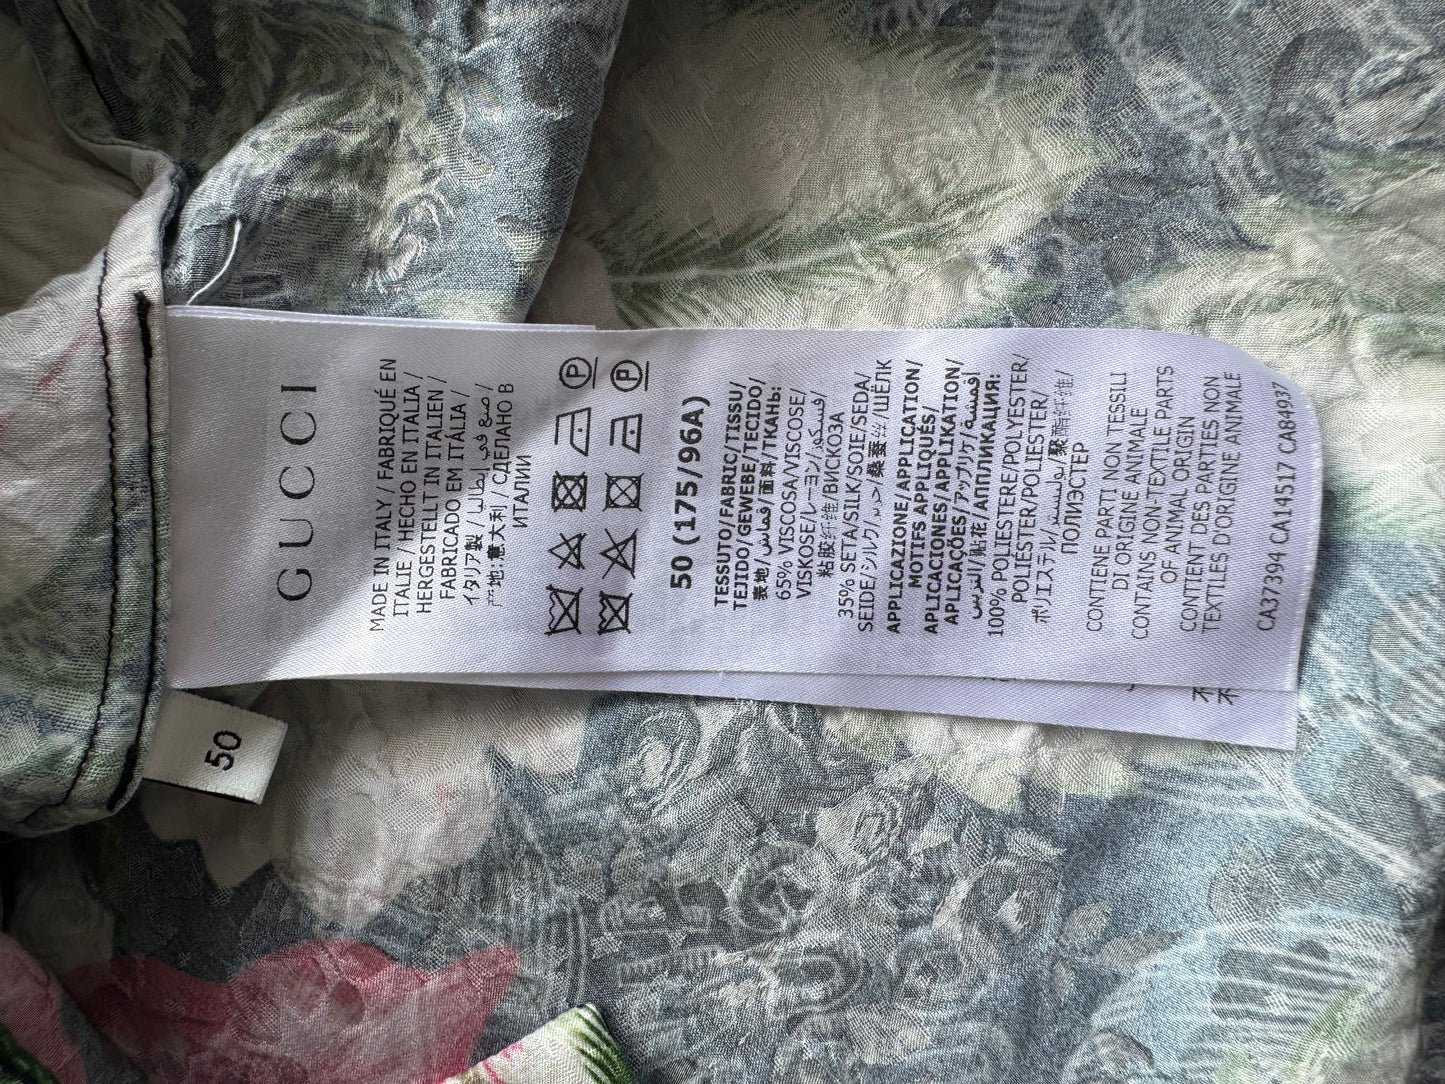 GUCCI
MADE IN ITALY / FABRIQUÉ EN
ITALIE / HECHO EN ITALIA /
HERGESTELLT IN ITALIEN /
FABRICADO EM ITÁLIA /
イタリア製 / صنع في إيطاليا /
产地:意大利 / СДЕЛАНО В
ИТАЛИИ
P
P
50 (175/96A)
TESSUTO/FABRIC/TISSU/
TEJIDO/GEWEBE/TECIDO/
表地/قماش/面料/ТКАНЬ:
65% VISCOSA/VISCOSE/
VISKOSE/レーヨン/فسكوز/
粘胶纤维/ВИСКОЗА
35% SETA/SILK/SOIE/SEDA/
SEIDE/シルク/حرير/桑蚕丝/ШЁЛК
APPLICAZIONE/APPLICATION/
MOTIFS APPLIQUÉS/
APLICACIONES/APPLIKATION/
APLICAÇÕES/アップリケ/أقمشة
التزيين/贴花/АППЛИКАЦИЯ:
100% POLIESTERE/POLYESTER/
POLIÉSTER/POLIESTER/
ポリエステル/بوليستر/聚酯纤维/
ПОЛИЭСТЕР
CONTIENE PARTI NON TESSILI
DI ORIGINE ANIMALE
CONTAINS NON-TEXTILE PARTS
OF ANIMAL ORIGIN
CONTIENT DES PARTIES NON
TEXTILES D'ORIGINE ANIMALE
CA37394 CA14517 CA84937
不
不
50